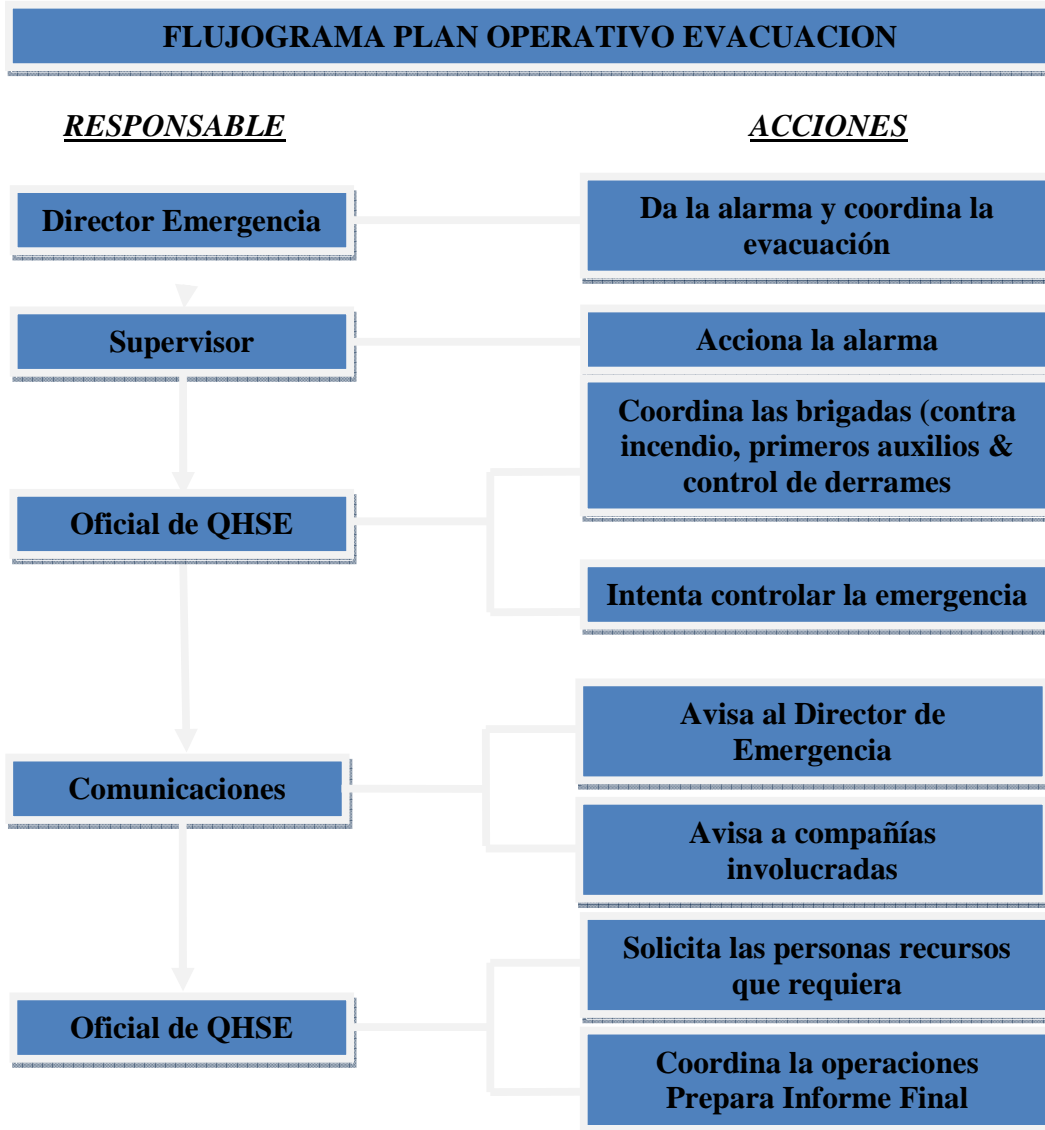 FLUJOGRAMA PLAN OPERATIVO EVACUACION
RESPONSABLE
ACCIONES
Director Emergencia
Da la alarma y coordina la
evacuación
Supervisor
Acciona la alarma
Coordina las brigadas (contra
incendio, primeros auxilios &
control de derrames
Oficial de QHSE
Intenta controlar la emergencia
Avisa al Director de
Emergencia
Comunicaciones
Avisa a compañías
involucradas
Solicita las personas recursos
que requiera
Oficial de QHSE
Coordina la operaciones
Prepara Informe Final